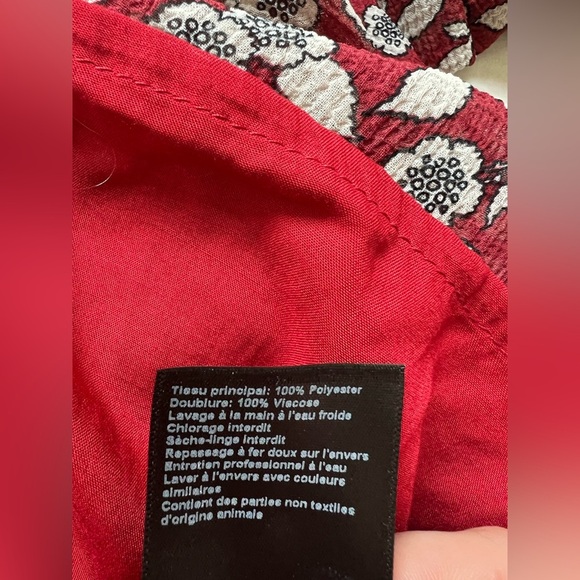 Tissu principal: 100% Polyester
Doublure: 100% Viscose
Lavage à la main à l'eau froide
Chlorage interdit
Sèche-linge interdit
Repassage à fer doux sur l'envers
Entretien professionnel à l'eau
Laver à l'envers avec couleurs
similaires
Contient des parties non textiles
d'origine animale